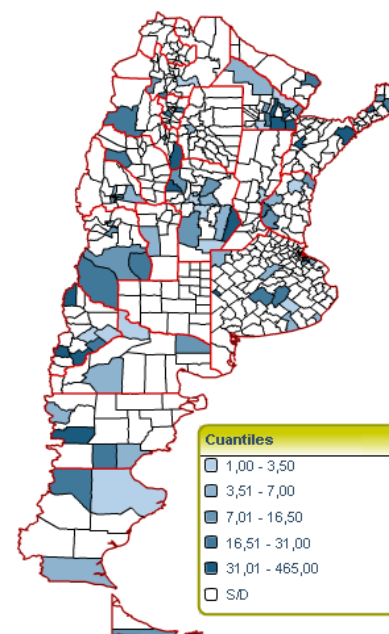 Cuantiles
1,00 - 3,50
3,51 - 7,00
7,01 - 16,50
16,51 - 31,00
31,01 - 465,00
S/D